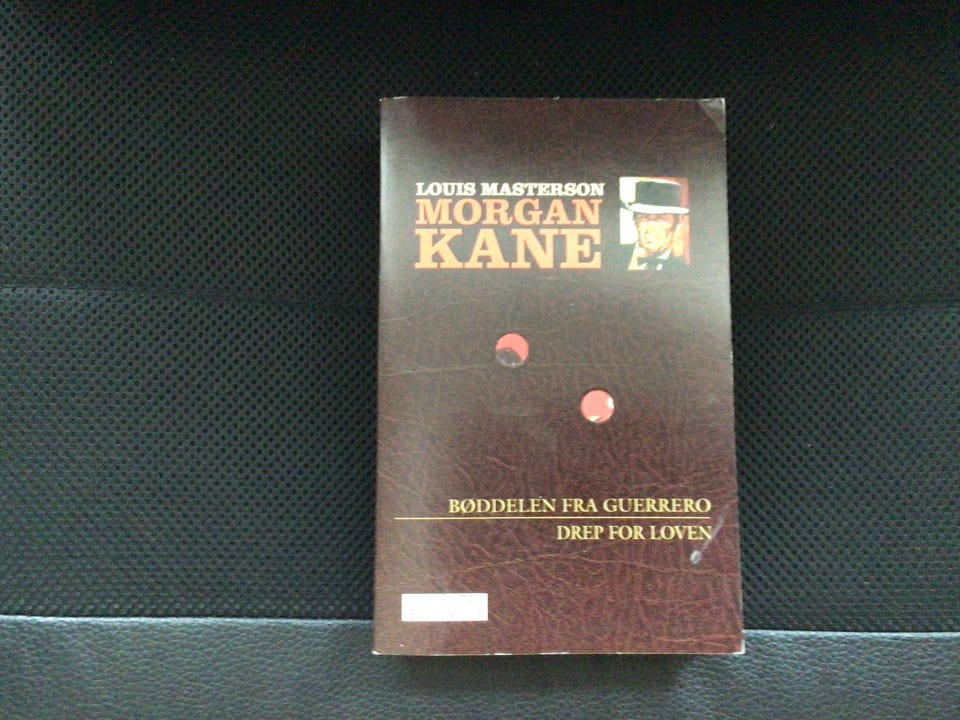 LOUIS MASTERSON
MORGAN
KANE
BØDDELEN FRA GUERRERO
DREP FOR LOVEN